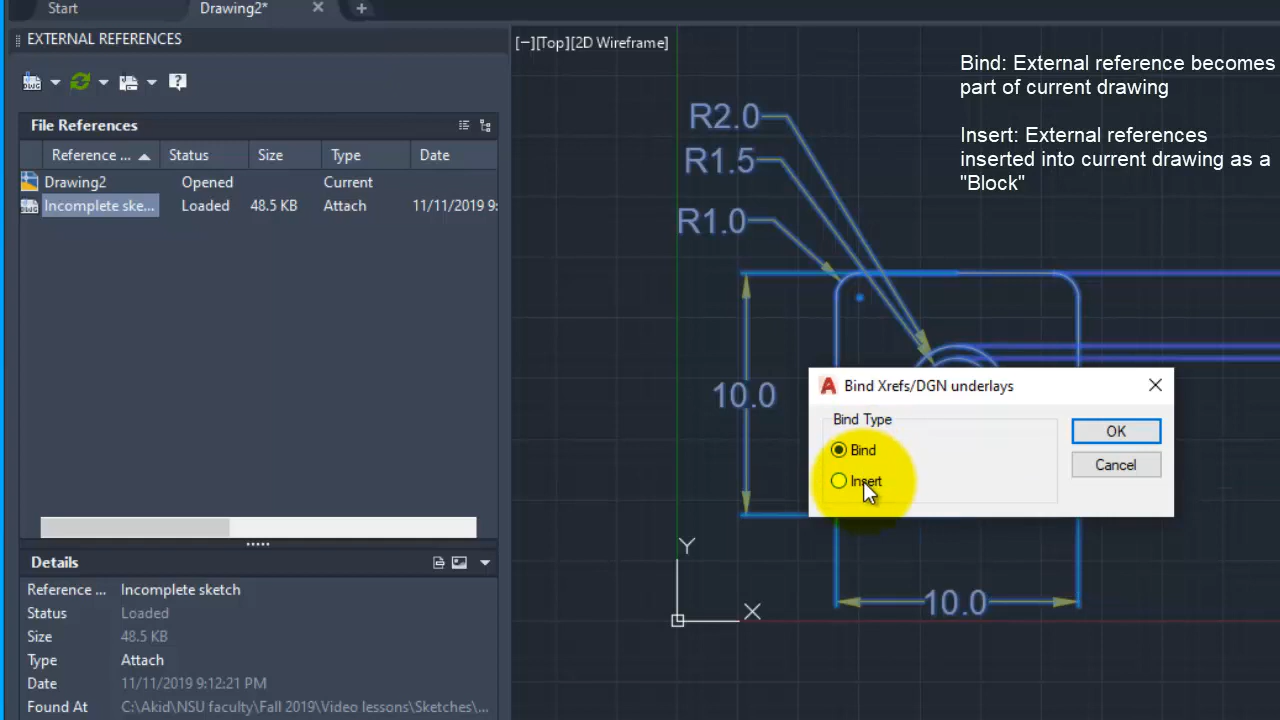 Start
Drawing2*
EXTERNAL REFERENCES
File References
Reference ...
Status
Size
Type
Date
Drawing2
Opened
Current
Incomplete ske...
Loaded
48.5 KB
Attach
11/11/2019 9:
Details
Reference ...
Incomplete sketch
Status
Loaded
Size
48.5 KB
Type
Attach
Date
11/11/2019 9:12:21 PM
Found At
C:\Akid\NSU faculty\Fall 2019\Video lessons\Sketches\...
[−][Top][2D Wireframe]
Bind: External reference becomes
part of current drawing
Insert: External references
inserted into current drawing as a
"Block"
R2.0
R1.5
R1.0
10.0
10.0
Y
X
Bind Xrefs/DGN underlays
Bind Type
Bind
Insert
OK
Cancel